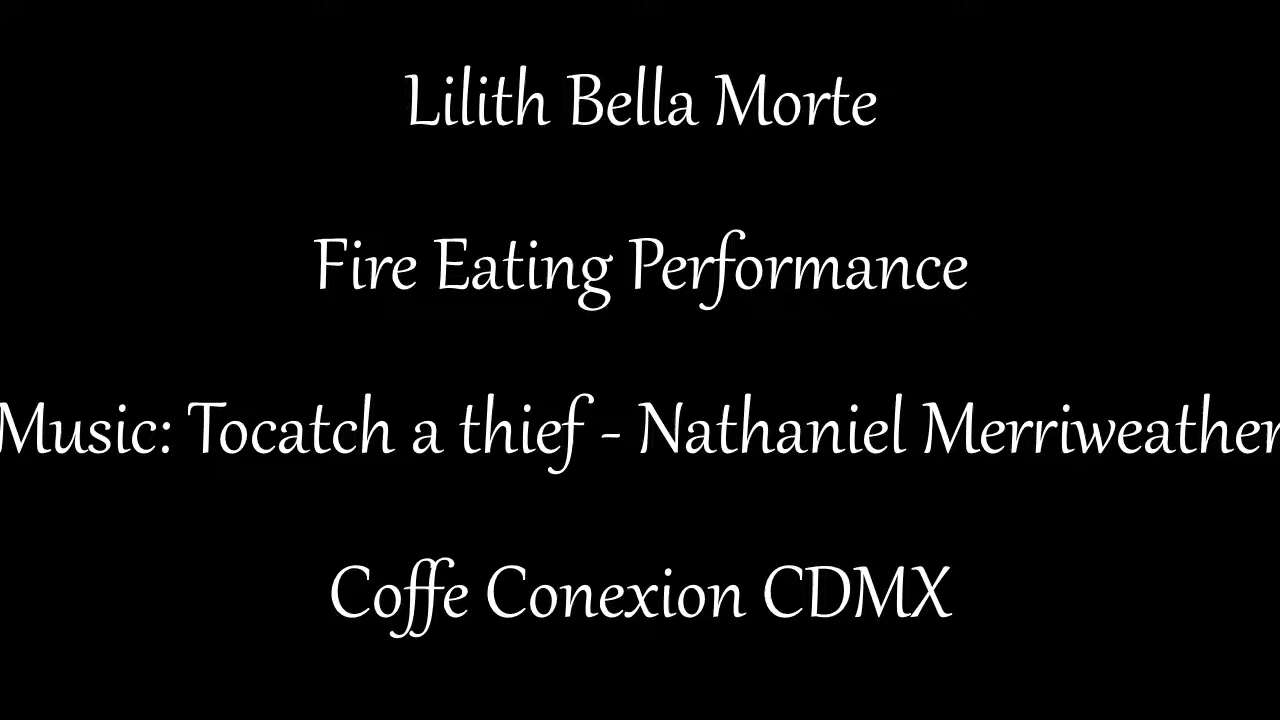 Lilith Bella Morte
Fire Eating Performance
Music: Tocatch a thief - Nathaniel Merriweather
Coffe Conexion CDMX